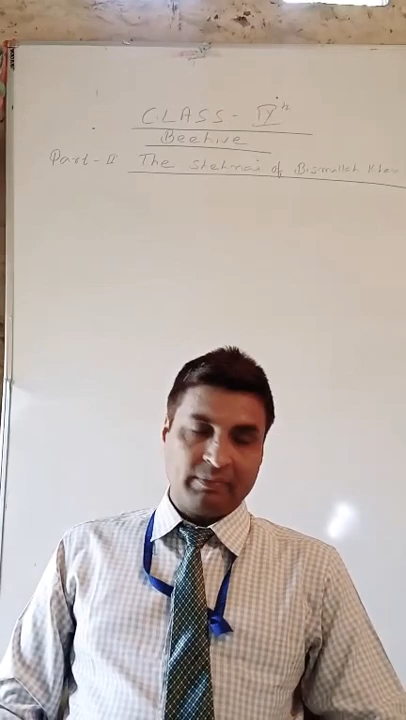 CLASS - IXth
Beehive
Part - II The Shehnai of Bismillah Khan